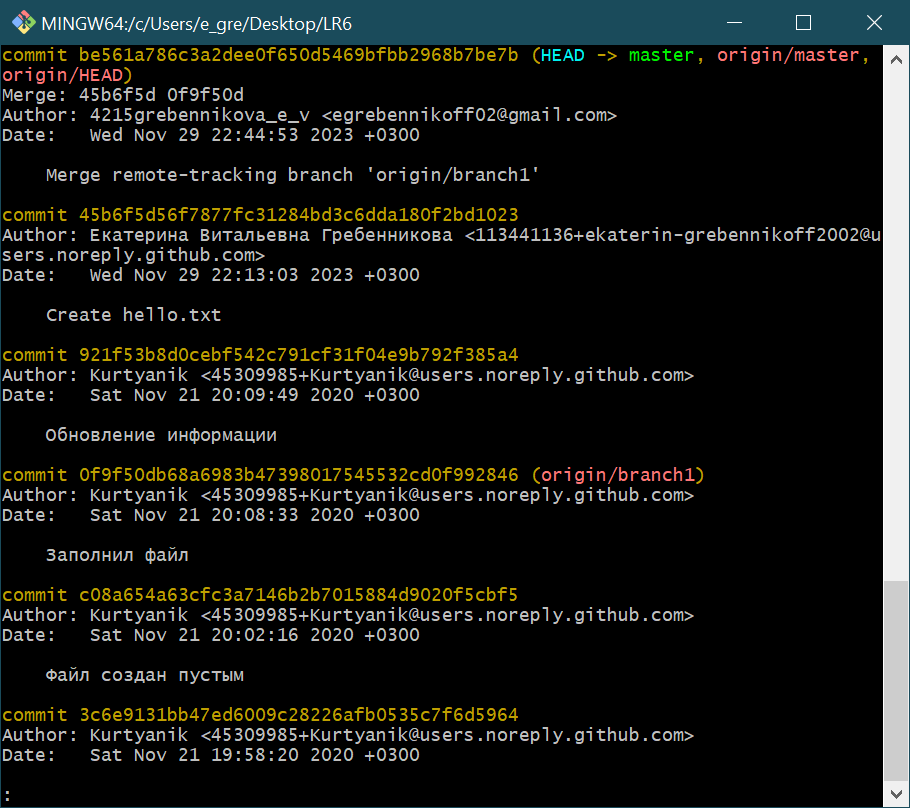 MINGW64:/c/Users/e_gre/Desktop/LR6
commit be561a786c3a2dee0f650d5469bfbb2968b7be7b (HEAD -> master, origin/master,
origin/HEAD)
Merge: 45b6f5d 0f9f50d
Author: 4215grebennikova_e_v <egrebennikoff02@gmail.com>
Date:   Wed Nov 29 22:44:53 2023 +0300
    Merge remote-tracking branch 'origin/branch1'
commit 45b6f5d56f7877fc31284bd3c6dda180f2bd1023
Author: Екатерина Витальевна Гребенникова <113441136+ekaterin-grebennikoff2002@u
sers.noreply.github.com>
Date:   Wed Nov 29 22:13:03 2023 +0300
    Create hello.txt
commit 921f53b8d0cebf542c791cf31f04e9b792f385a4
Author: Kurtyanik <45309985+Kurtyanik@users.noreply.github.com>
Date:   Sat Nov 21 20:09:49 2020 +0300
    Обновление информации
commit 0f9f50db68a6983b47398017545532cd0f992846 (origin/branch1)
Author: Kurtyanik <45309985+Kurtyanik@users.noreply.github.com>
Date:   Sat Nov 21 20:08:33 2020 +0300
    Заполнил файл
commit c08a654a63cfc3a7146b2b7015884d9020f5cbf5
Author: Kurtyanik <45309985+Kurtyanik@users.noreply.github.com>
Date:   Sat Nov 21 20:02:16 2020 +0300
    Файл создан пустым
commit 3c6e9131bb47ed6009c28226afb0535c7f6d5964
Author: Kurtyanik <45309985+Kurtyanik@users.noreply.github.com>
Date:   Sat Nov 21 19:58:20 2020 +0300
: